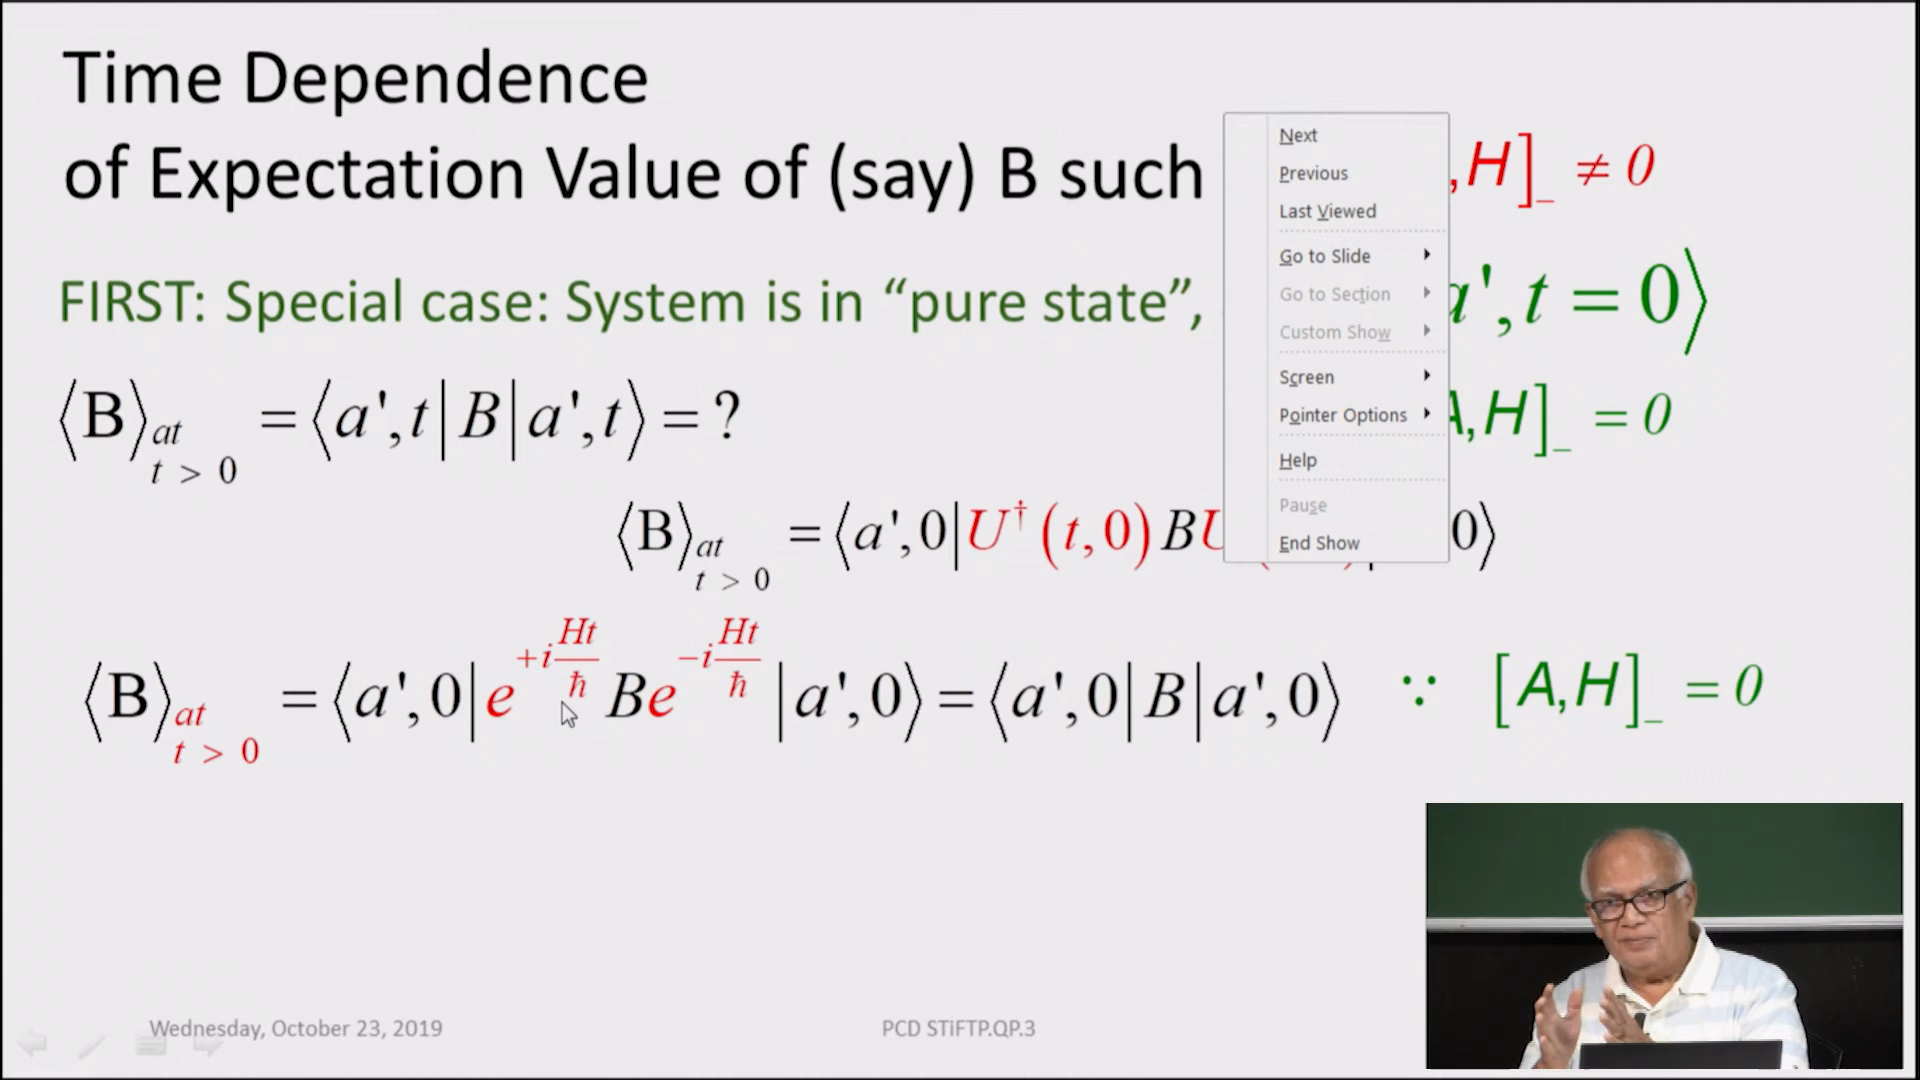 Time Dependence
of Expectation Value of (say) B such ,H]_ ≠ 0
FIRST: Special case: System is in “pure state”, a', t = 0⟩
⟨B⟩ at t > 0 = ⟨a',t|B|a',t⟩ = ? A,H]_ = 0
⟨B⟩ at t > 0 = ⟨a',0|U†(t,0)BU 0⟩
⟨B⟩ at t > 0 = ⟨a',0|e^{+i Ht/ħ} B e^{-i Ht/ħ}|a',0⟩ = ⟨a',0|B|a',0⟩ ∵ [A,H]_ = 0
Next
Previous
Last Viewed
Go to Slide
Go to Section
Custom Show
Screen
Pointer Options
Help
Pause
End Show
Wednesday, October 23, 2019 PCD STiFTP.QP.3